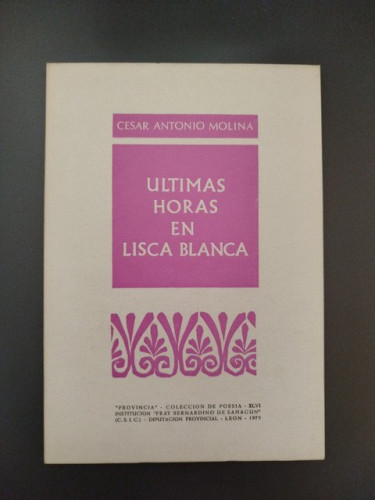 CESAR ANTONIO MOLINA
ULTIMAS
HORAS
EN
LISCA BLANCA
"PROVINCIA" - COLECCION DE POESIA - XLVI
INSTITUCION "FRAY BERNARDINO DE SAHAGUN"
(C.S.I.C.) - DIPUTACION PROVINCIAL - LEON - 1979